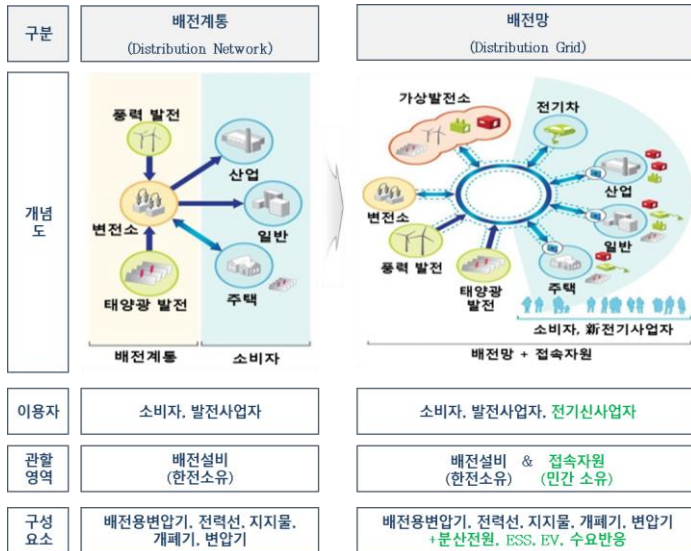 구분
배전계통
(Distribution Network)
배전망
(Distribution Grid)
개념
도
풍력 발전
산업
변전소
일반
태양광 발전
주택
배전계통
소비자
가상발전소
전기차
산업
변전소
일반
풍력 발전
태양광
발전
주택
소비자, 新전기사업자
배전망 + 접속자원
이용자
소비자, 발전사업자
소비자, 발전사업자, 전기신사업자
관할
영역
배전설비
(한전소유)
배전설비 & 접속자원
(한전소유) (민간 소유)
구성
요소
배전용변압기, 전력선, 지지물,
개폐기, 변압기
배전용변압기, 전력선, 지지물, 개폐기, 변압기
+분산전원, ESS, EV, 수요반응